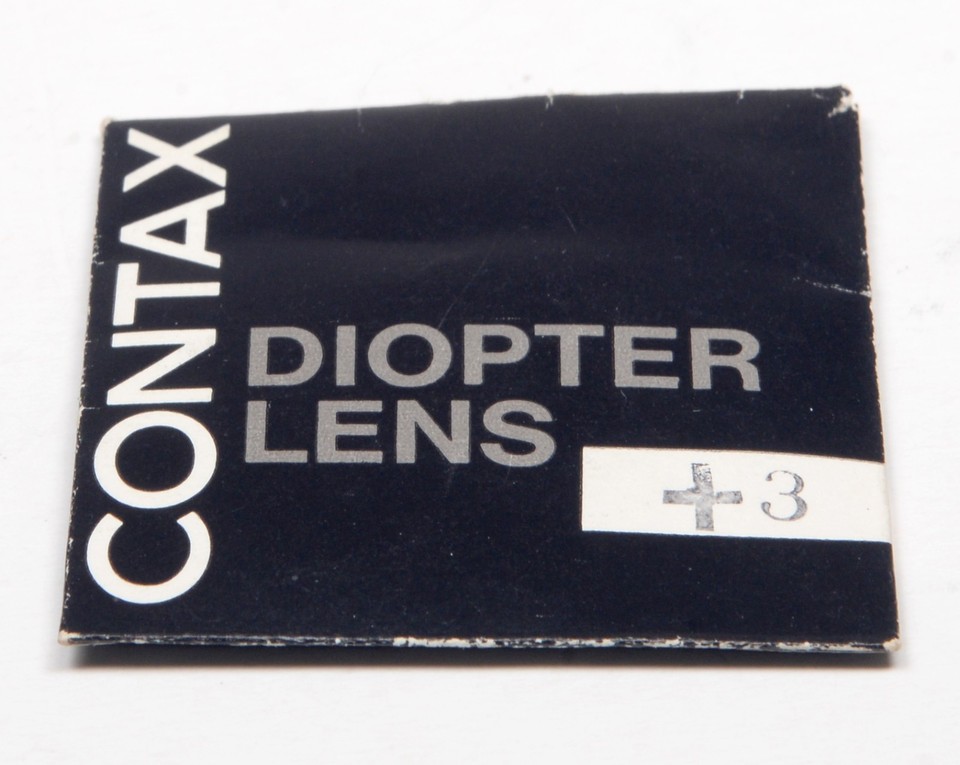 CONTAX
DIOPTER
LENS
+3